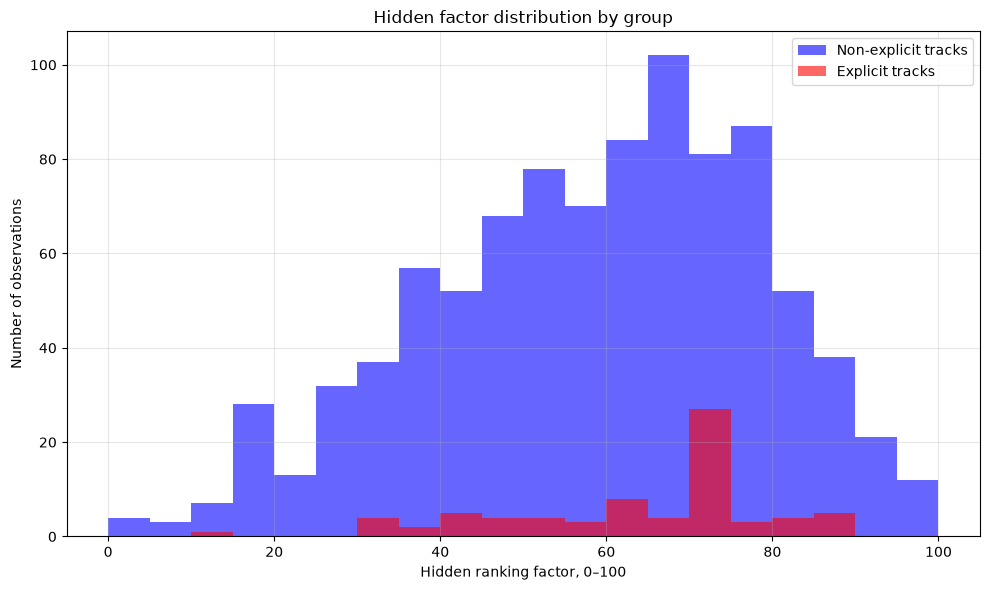 Hidden factor distribution by group
Non-explicit tracks
Explicit tracks
Number of observations
100
80
60
40
20
0
0 20 40 60 80 100
Hidden ranking factor, 0–100